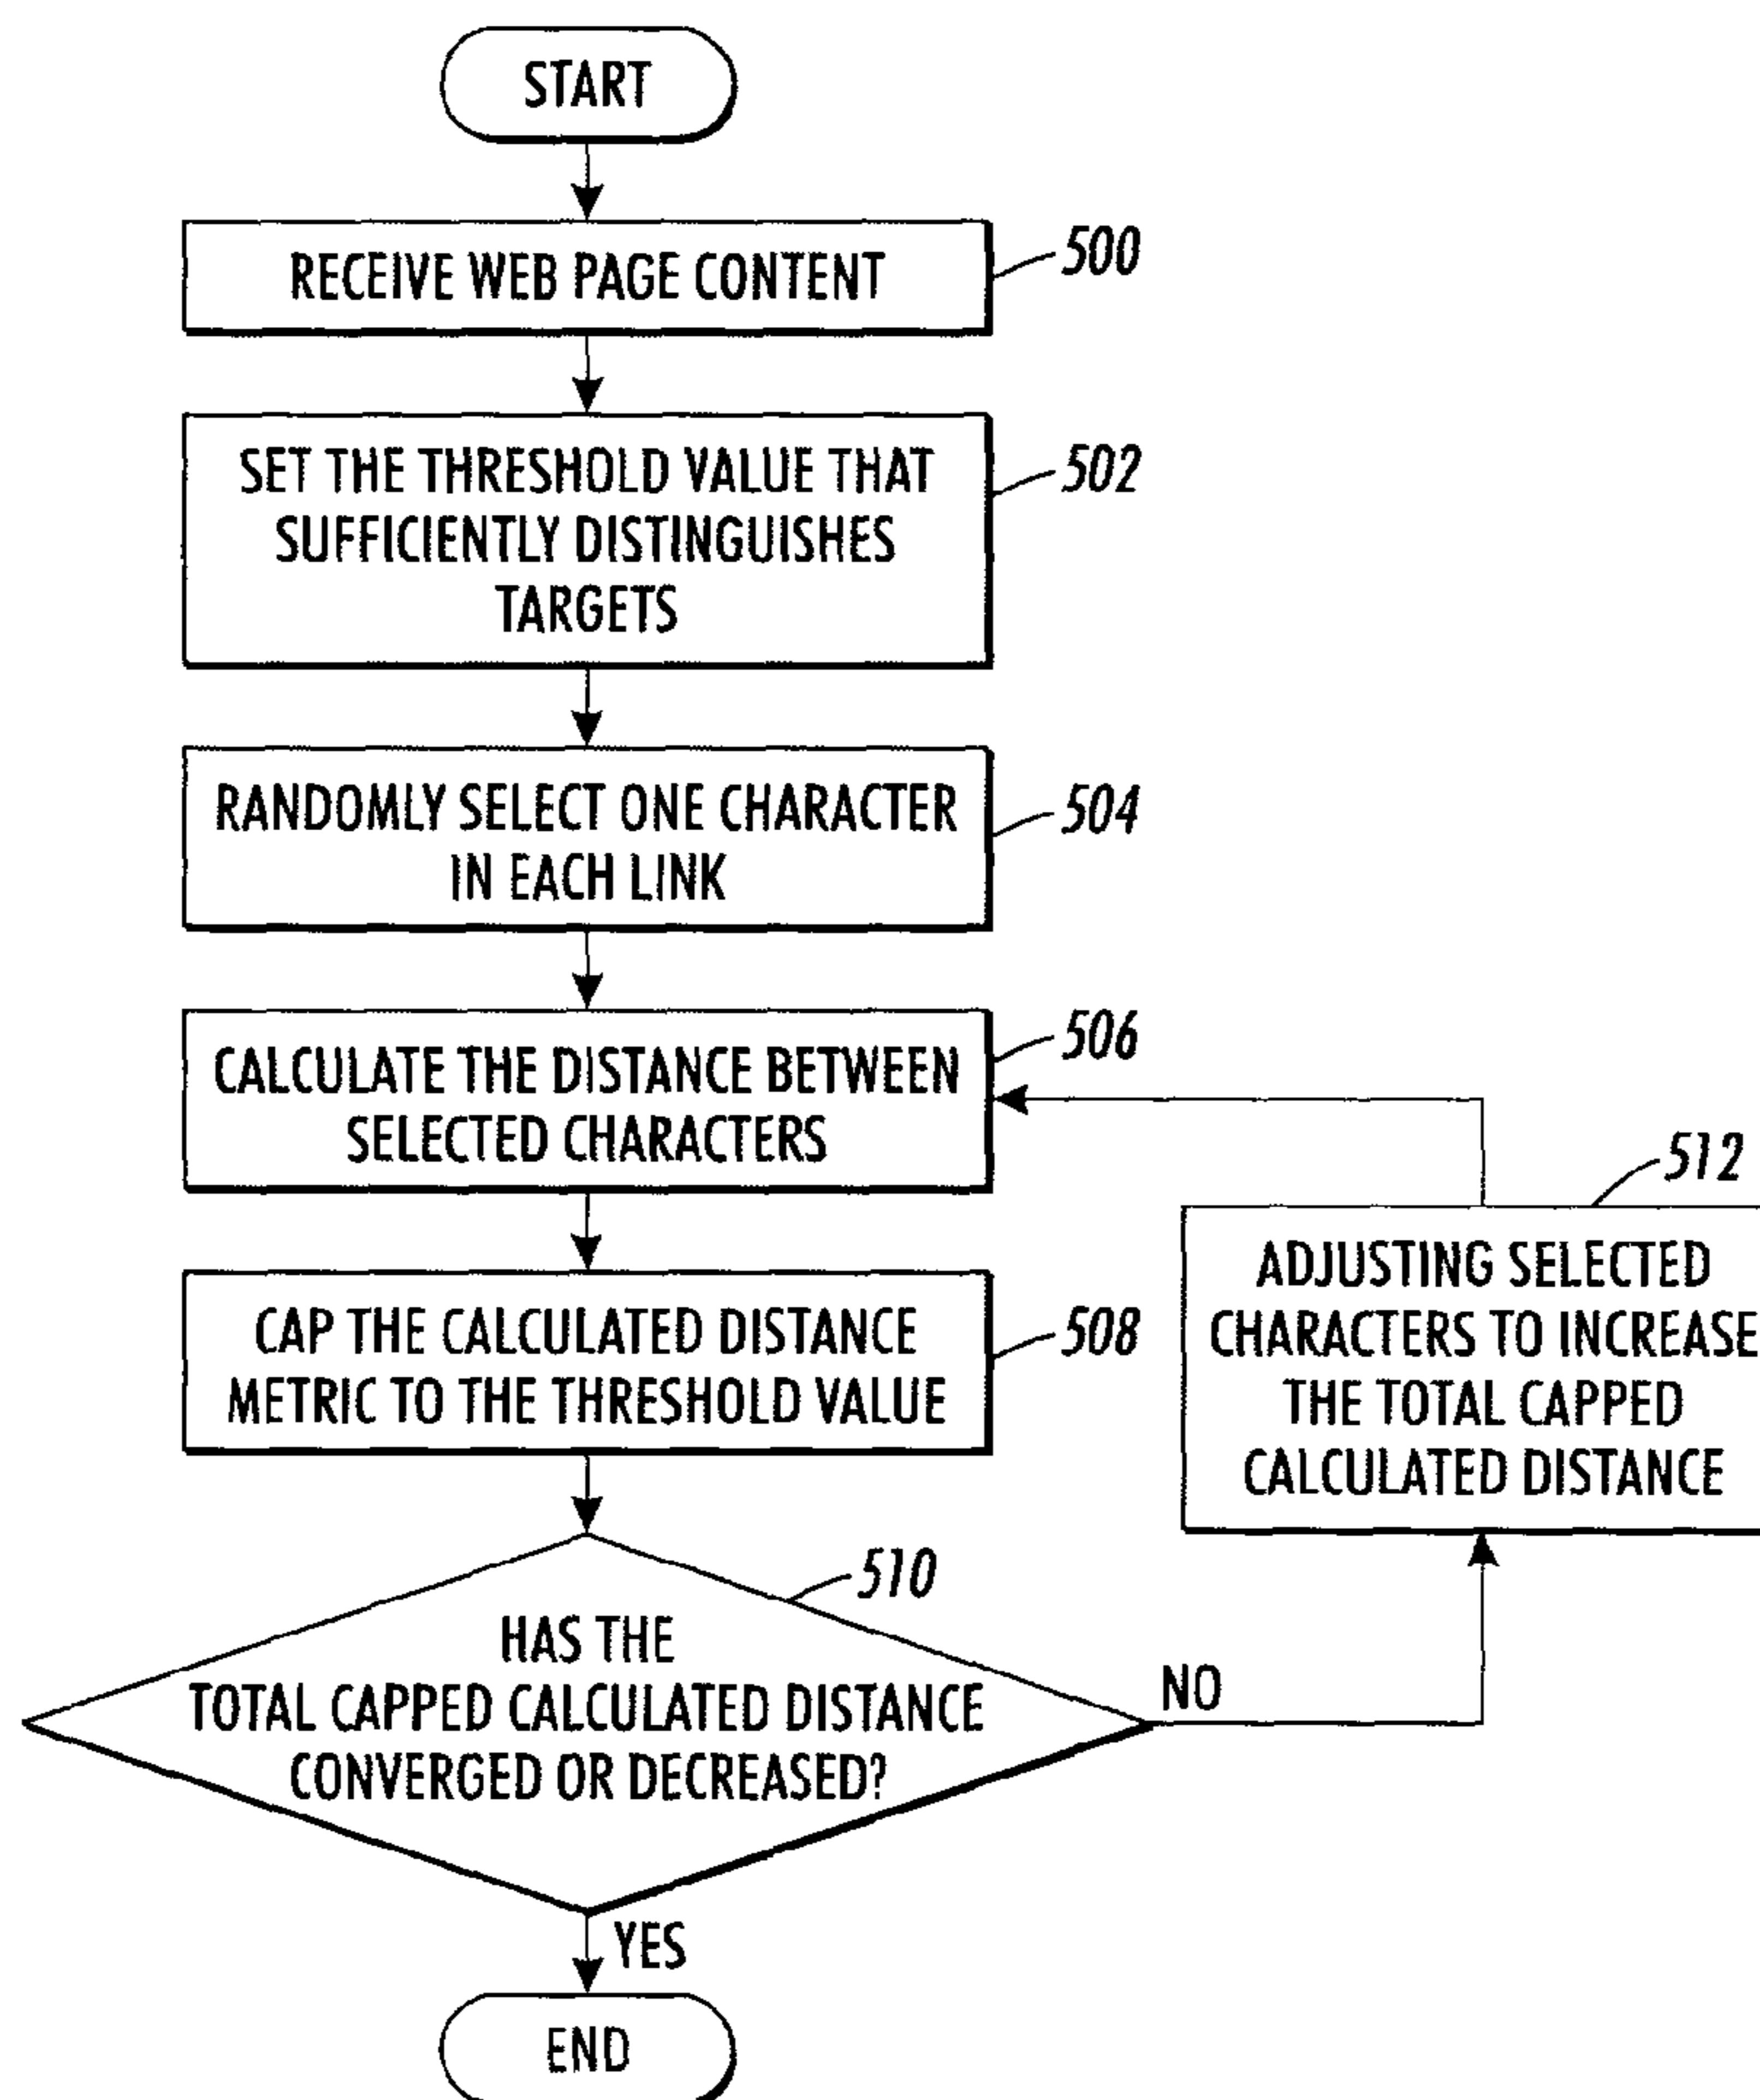 START
RECEIVE WEB PAGE CONTENT
500
SET THE THRESHOLD VALUE THAT
SUFFICIENTLY DISTINGUISHES
TARGETS
502
RANDOMLY SELECT ONE CHARACTER
IN EACH LINK
504
CALCULATE THE DISTANCE BETWEEN
SELECTED CHARACTERS
506
CAP THE CALCULATED DISTANCE
METRIC TO THE THRESHOLD VALUE
508
512
ADJUSTING SELECTED
CHARACTERS TO INCREASE
THE TOTAL CAPPED
CALCULATED DISTANCE
510
HAS THE
TOTAL CAPPED CALCULATED DISTANCE
CONVERGED OR DECREASED?
NO
YES
END